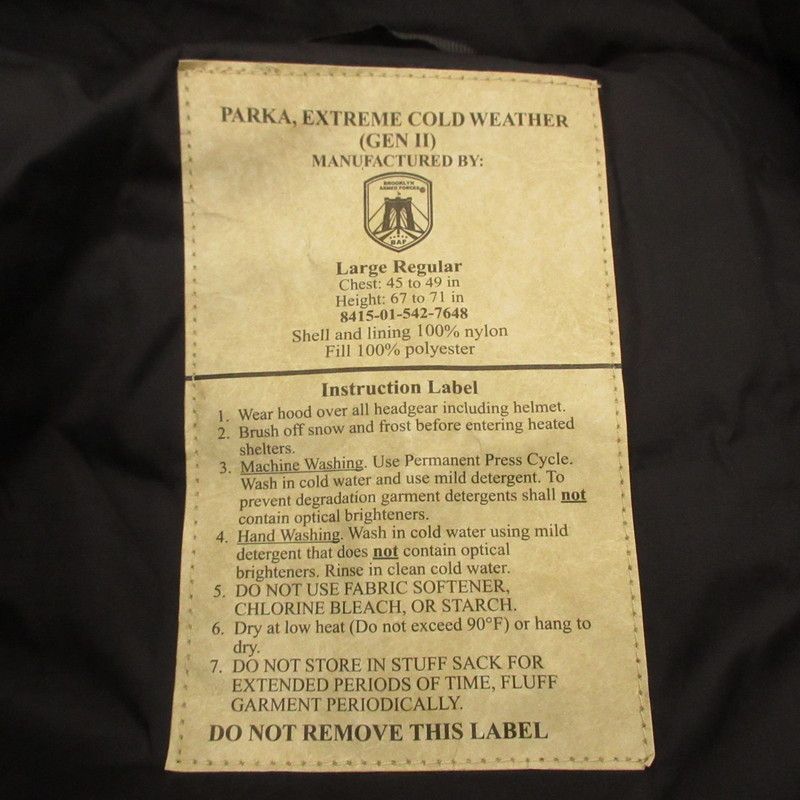 PARKA, EXTREME COLD WEATHER
(GEN II)
MANUFACTURED BY:
BROOKLYN
ARMED FORCES
BAF
Large Regular
Chest: 45 to 49 in
Height: 67 to 71 in
8415-01-542-7648
Shell and lining 100% nylon
Fill 100% polyester
Instruction Label
1. Wear hood over all headgear including helmet.
2. Brush off snow and frost before entering heated
shelters.
3. Machine Washing. Use Permanent Press Cycle.
Wash in cold water and use mild detergent. To
prevent degradation garment detergents shall not
contain optical brighteners.
4. Hand Washing. Wash in cold water using mild
detergent that does not contain optical
brighteners. Rinse in clean cold water.
5. DO NOT USE FABRIC SOFTENER,
CHLORINE BLEACH, OR STARCH.
6. Dry at low heat (Do not exceed 90°F) or hang to
dry.
7. DO NOT STORE IN STUFF SACK FOR
EXTENDED PERIODS OF TIME, FLUFF
GARMENT PERIODICALLY.
DO NOT REMOVE THIS LABEL